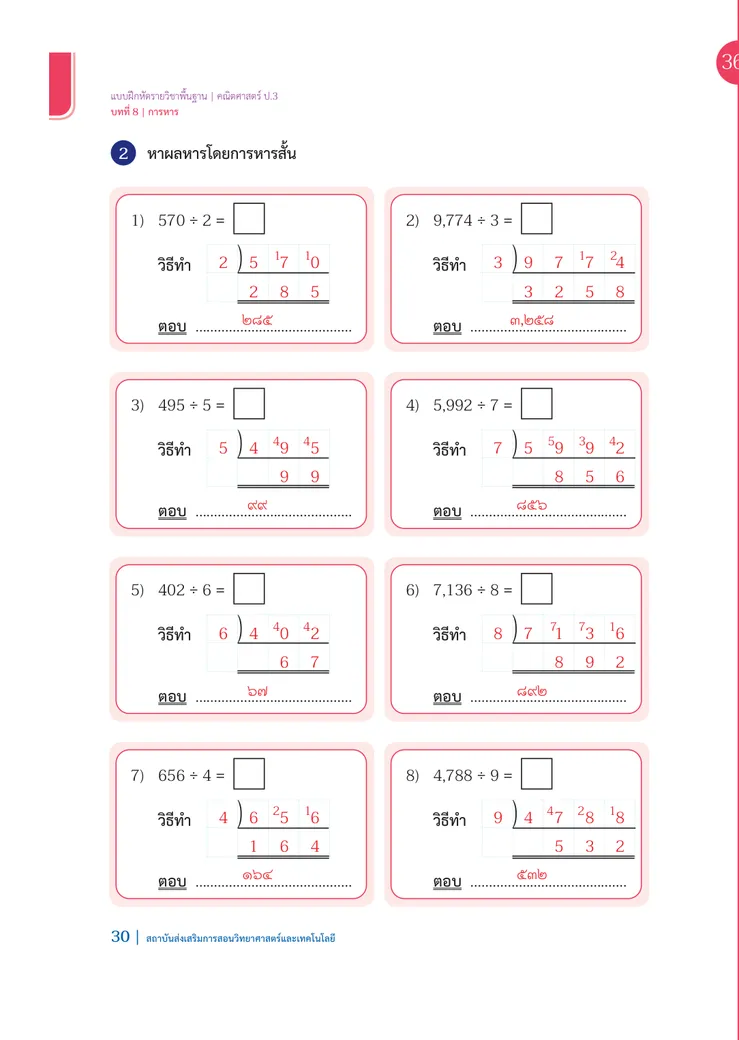 36
แบบฝึกหัดรายวิชาพื้นฐาน | คณิตศาสตร์ ป.3
บทที่ 8 | การหาร
2 หาผลหารโดยการหารสั้น
1) 570 ÷ 2 =
วิธีทำ 2 ) 5 ¹7 ¹0
2 8 5
ตอบ ๒๘๕
2) 9,774 ÷ 3 =
วิธีทำ 3 ) 9 7 ¹7 ²4
3 2 5 8
ตอบ ๓,๒๕๘
3) 495 ÷ 5 =
วิธีทำ 5 ) 4 ⁴9 ⁴5
9 9
ตอบ ๙๙
4) 5,992 ÷ 7 =
วิธีทำ 7 ) 5 ⁵9 ³9 ⁴2
8 5 6
ตอบ ๘๕๖
5) 402 ÷ 6 =
วิธีทำ 6 ) 4 ⁴0 ⁴2
6 7
ตอบ ๖๗
6) 7,136 ÷ 8 =
วิธีทำ 8 ) 7 ⁷1 ⁷3 ¹6
8 9 2
ตอบ ๘๙๒
7) 656 ÷ 4 =
วิธีทำ 4 ) 6 ²5 ¹6
1 6 4
ตอบ ๑๖๔
8) 4,788 ÷ 9 =
วิธีทำ 9 ) 4 ⁴7 ²8 ¹8
5 3 2
ตอบ ๕๓๒
30 | สถาบันส่งเสริมการสอนวิทยาศาสตร์และเทคโนโลยี